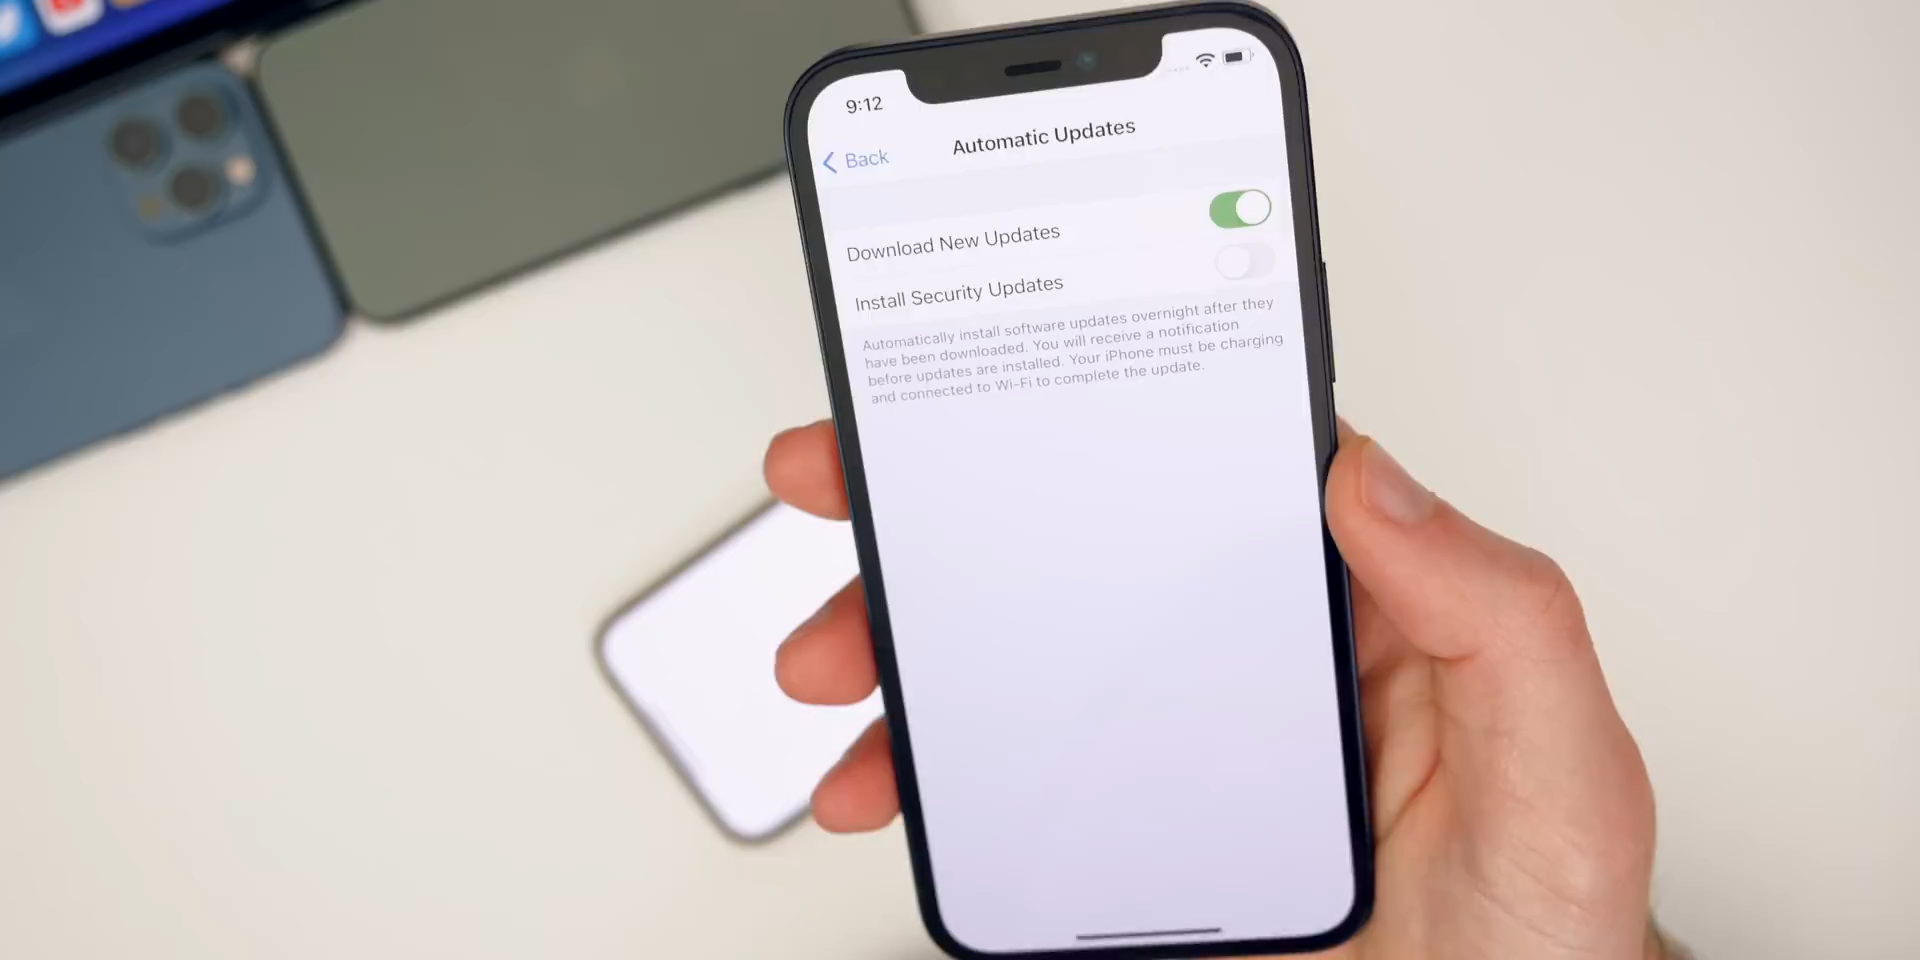 9:12
Back
Automatic Updates
Download New Updates
Install Security Updates
Automatically install software updates overnight after they
have been downloaded. You will receive a notification
before updates are installed. Your iPhone must be charging
and connected to Wi-Fi to complete the update.